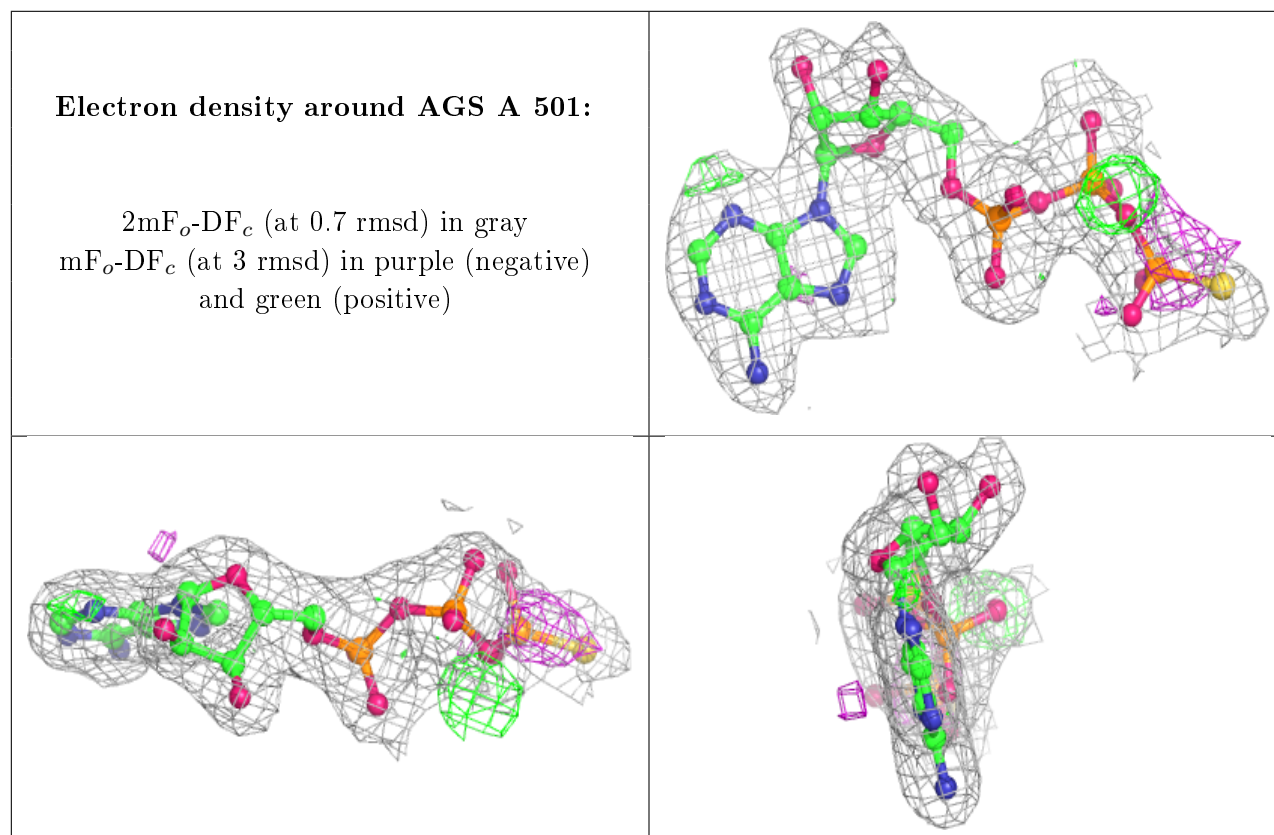 Electron density around AGS A 501:
2mFₒ-DF𝒸 (at 0.7 rmsd) in gray
mFₒ-DF𝒸 (at 3 rmsd) in purple (negative)
and green (positive)